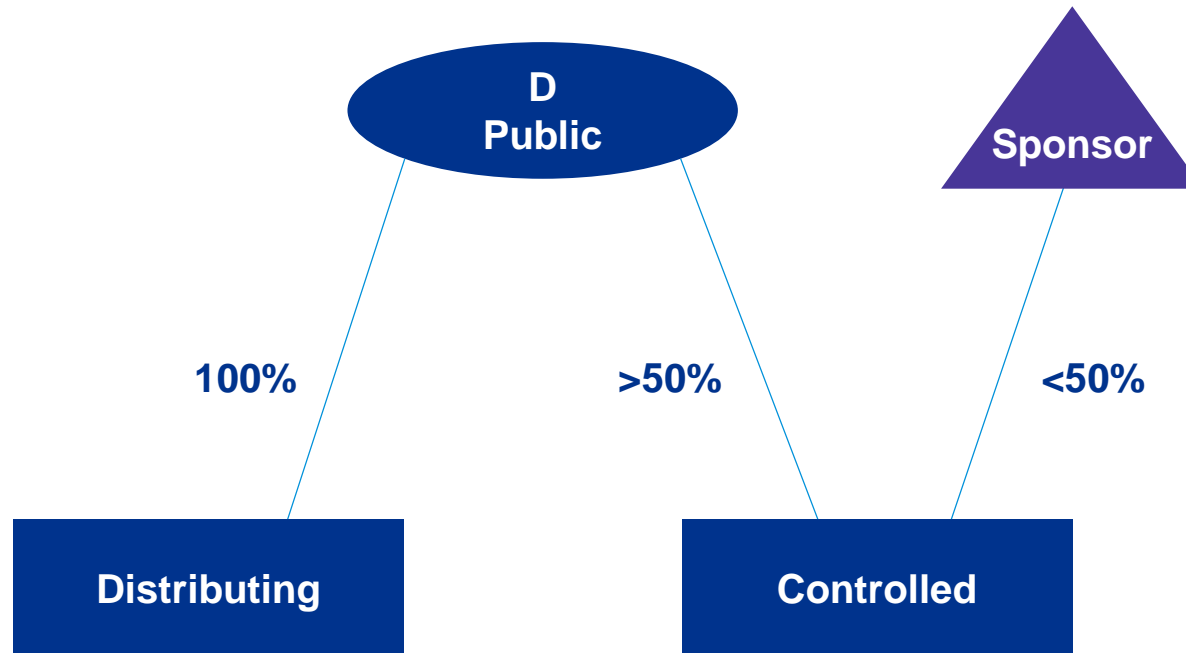 D
Public
Sponsor
100%
>50%
<50%
Distributing
Controlled